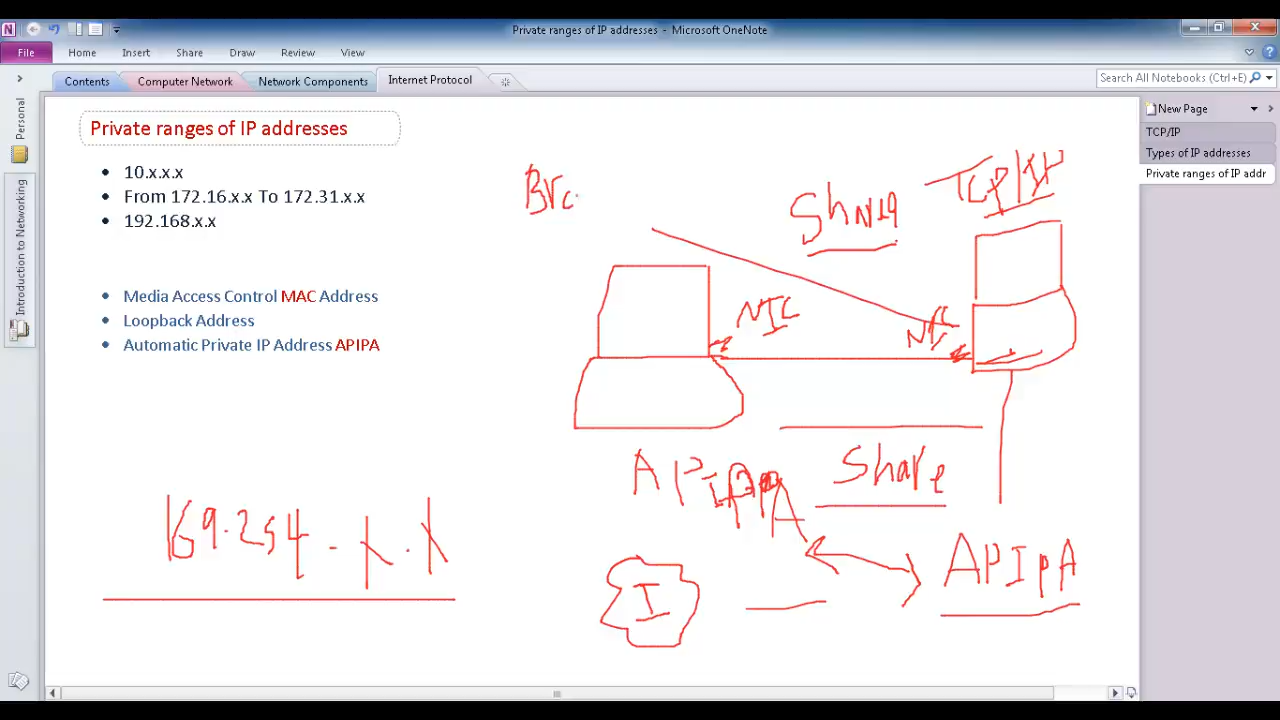 Private ranges of IP addresses - Microsoft OneNote
File Home Insert Share Draw Review View
Contents Computer Network Network Components Internet Protocol
Search All Notebooks (Ctrl+E)
Personal
Introduction to Networking
New Page
TCP/IP
Types of IP addresses
Private ranges of IP addr
Private ranges of IP addresses
10.x.x.x
From 172.16.x.x To 172.31.x.x
192.168.x.x
Media Access Control MAC Address
Loopback Address
Automatic Private IP Address APIPA
TCP/IP
NIC
Share
169.254.x.x
APIPA
I